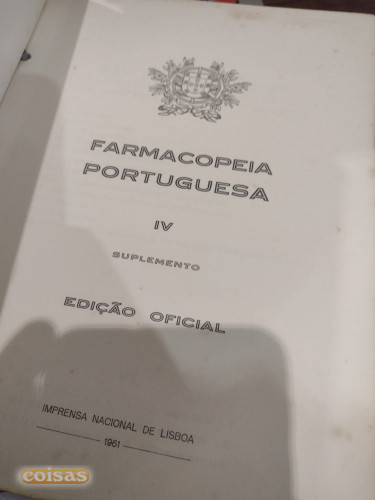 FARMACOPEIA
PORTUGUESA
IV
SUPLEMENTO
EDIÇÃO OFICIAL
IMPRENSA NACIONAL DE LISBOA
1961
coisas